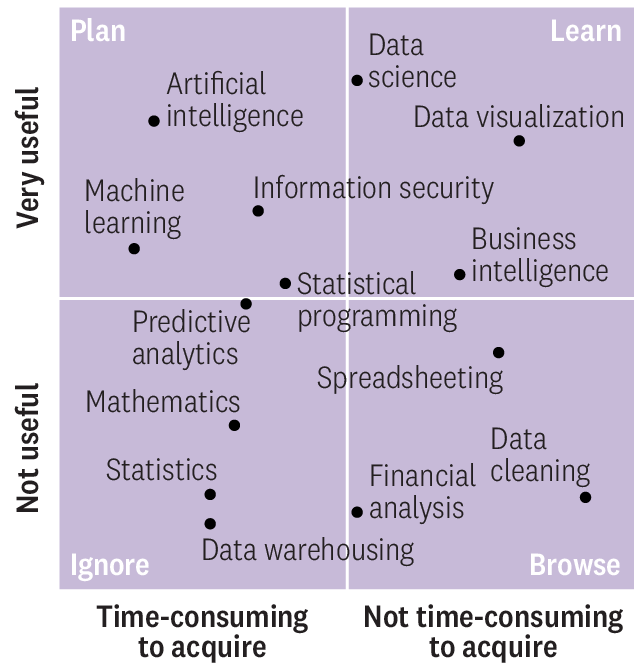 Plan
Learn
Data
science
Artificial
intelligence
Data visualization
Very useful
Machine
learning
Information security
Business
intelligence
Statistical
programming
Predictive
analytics
Spreadsheeting
Mathematics
Not useful
Data
cleaning
Statistics
Financial
analysis
Data warehousing
Ignore
Browse
Time-consuming
to acquire
Not time-consuming
to acquire